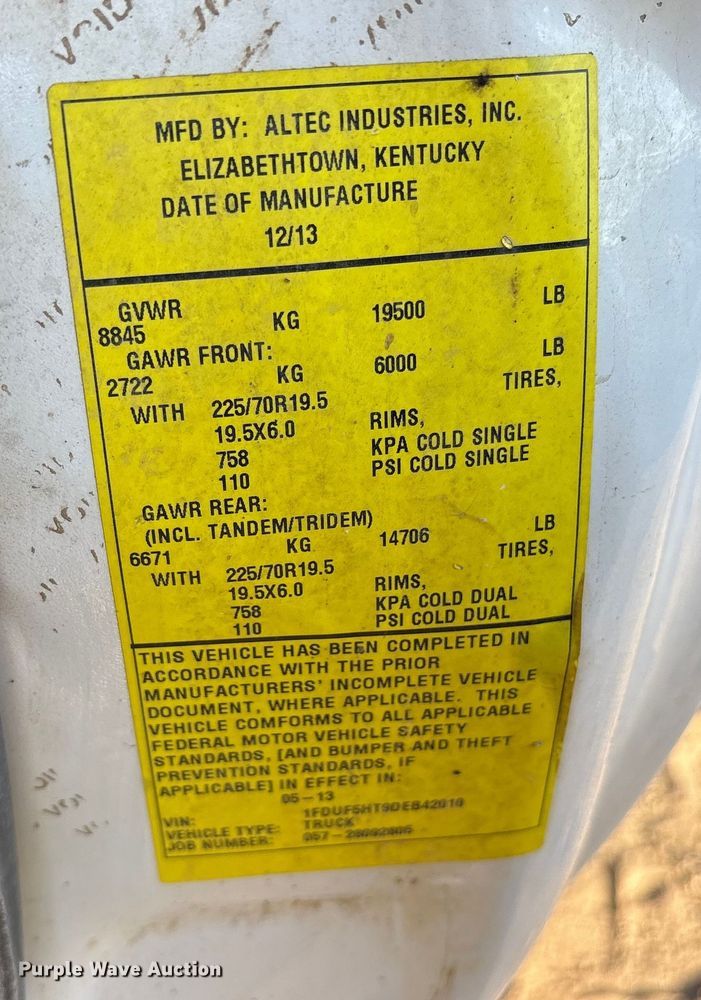 MFD BY: ALTEC INDUSTRIES, INC.
ELIZABETHTOWN, KENTUCKY
DATE OF MANUFACTURE
12/13
GVWR
8845 KG 19500 LB
GAWR FRONT:
2722 KG 6000 LB
WITH 225/70R19.5 TIRES,
19.5X6.0 RIMS,
758 KPA COLD SINGLE
110 PSI COLD SINGLE
GAWR REAR:
(INCL. TANDEM/TRIDEM)
6671 KG 14706 LB
WITH 225/70R19.5 TIRES,
19.5X6.0 RIMS,
758 KPA COLD DUAL
110 PSI COLD DUAL
THIS VEHICLE HAS BEEN COMPLETED IN
ACCORDANCE WITH THE PRIOR
MANUFACTURERS' INCOMPLETE VEHICLE
DOCUMENT, WHERE APPLICABLE. THIS
VEHICLE COMFORMS TO ALL APPLICABLE
FEDERAL MOTOR VEHICLE SAFETY
STANDARDS, [AND BUMPER AND THEFT
PREVENTION STANDARDS, IF
APPLICABLE] IN EFFECT IN:
05-13
VIN: 1FDUF5HT9DEB42010
VEHICLE TYPE: TRUCK
JOB NUMBER:
Purple Wave Auction